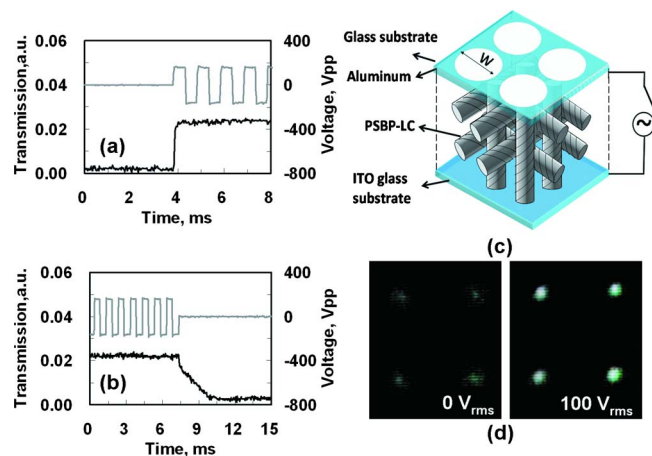 Transmission,a.u.
0.06
0.04
0.02
0.00
400
200
0
-400
-800
Voltage, Vpp
(a)
0 2 4 6 8
Time, ms
Glass substrate
W
Aluminum
PSBP-LC
ITO glass
substrate
(c)
Transmission,a.u.
0.06
0.04
0.02
0.00
400
0
-400
-800
Voltage, Vpp
(b)
0 3 6 9 12 15
Time, ms
0 Vrms
100 Vrms
(d)